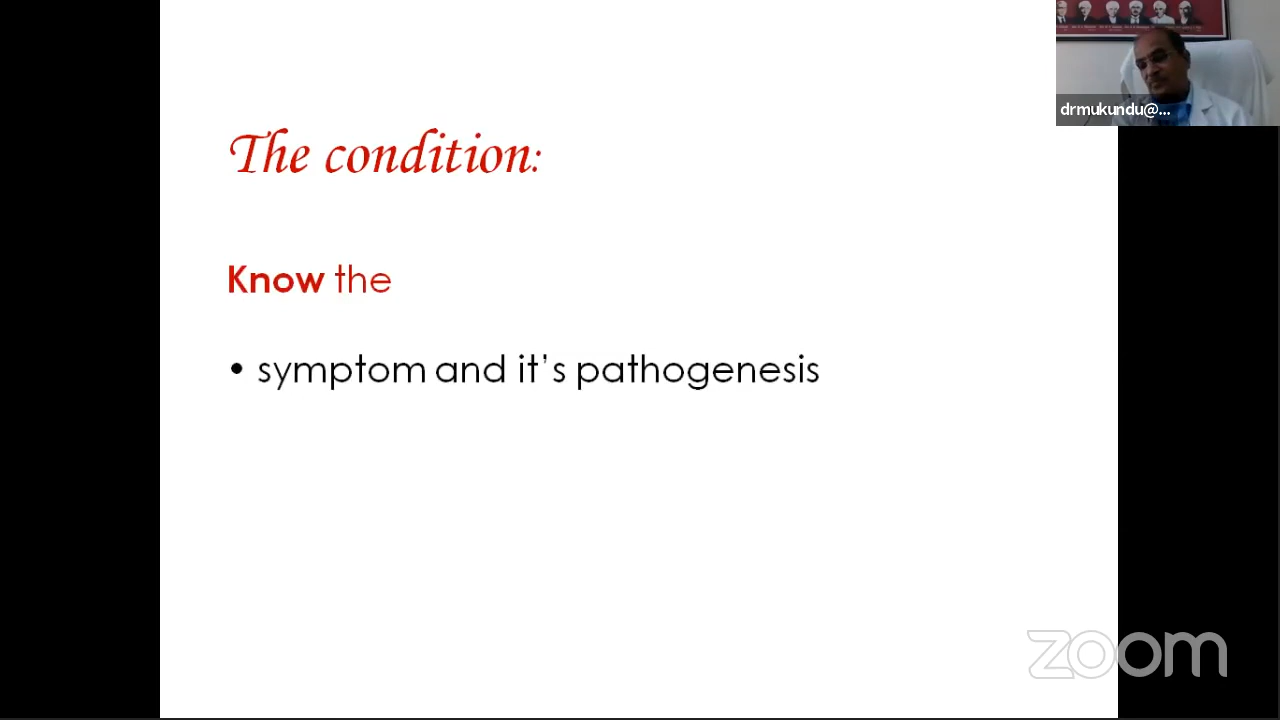 The condition:
Know the
• symptom and it's pathogenesis
drmukundu@...
zoom